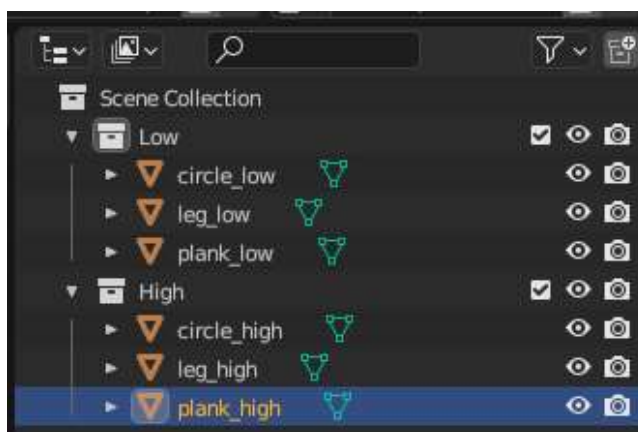 Scene Collection
Low
circle_low
leg_low
plank_low
High
circle_high
leg_high
plank_high